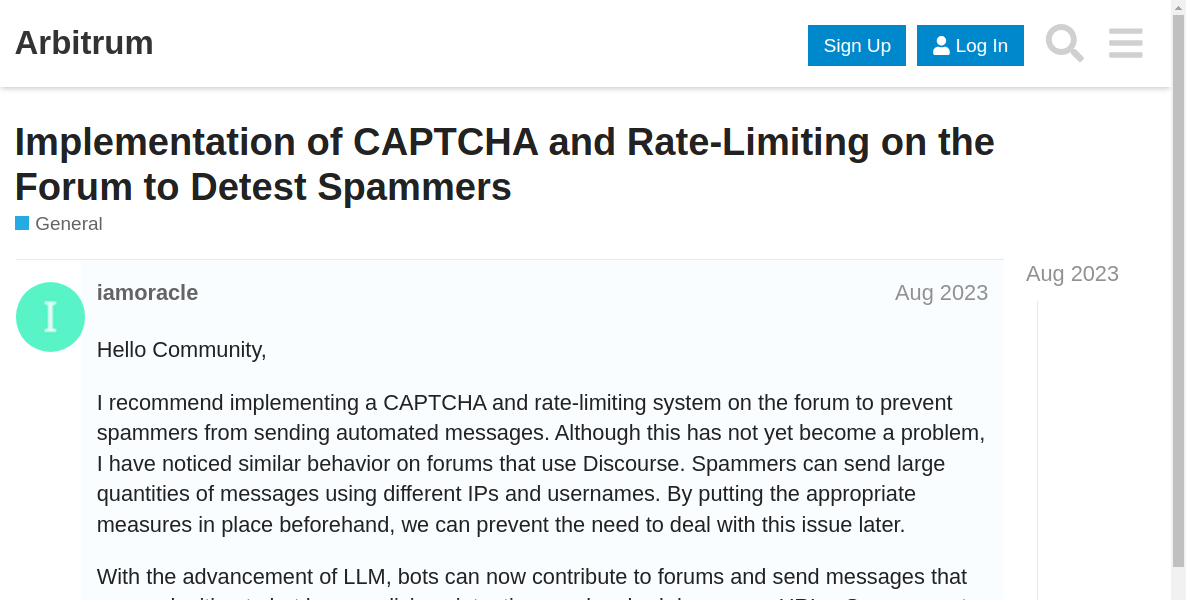 Arbitrum
Sign Up
Log In
Implementation of CAPTCHA and Rate-Limiting on the
Forum to Detest Spammers
General
Aug 2023
I
iamoracle
Aug 2023
Hello Community,
I recommend implementing a CAPTCHA and rate-limiting system on the forum to prevent
spammers from sending automated messages. Although this has not yet become a problem,
I have noticed similar behavior on forums that use Discourse. Spammers can send large
quantities of messages using different IPs and usernames. By putting the appropriate
measures in place beforehand, we can prevent the need to deal with this issue later.
With the advancement of LLM, bots can now contribute to forums and send messages that